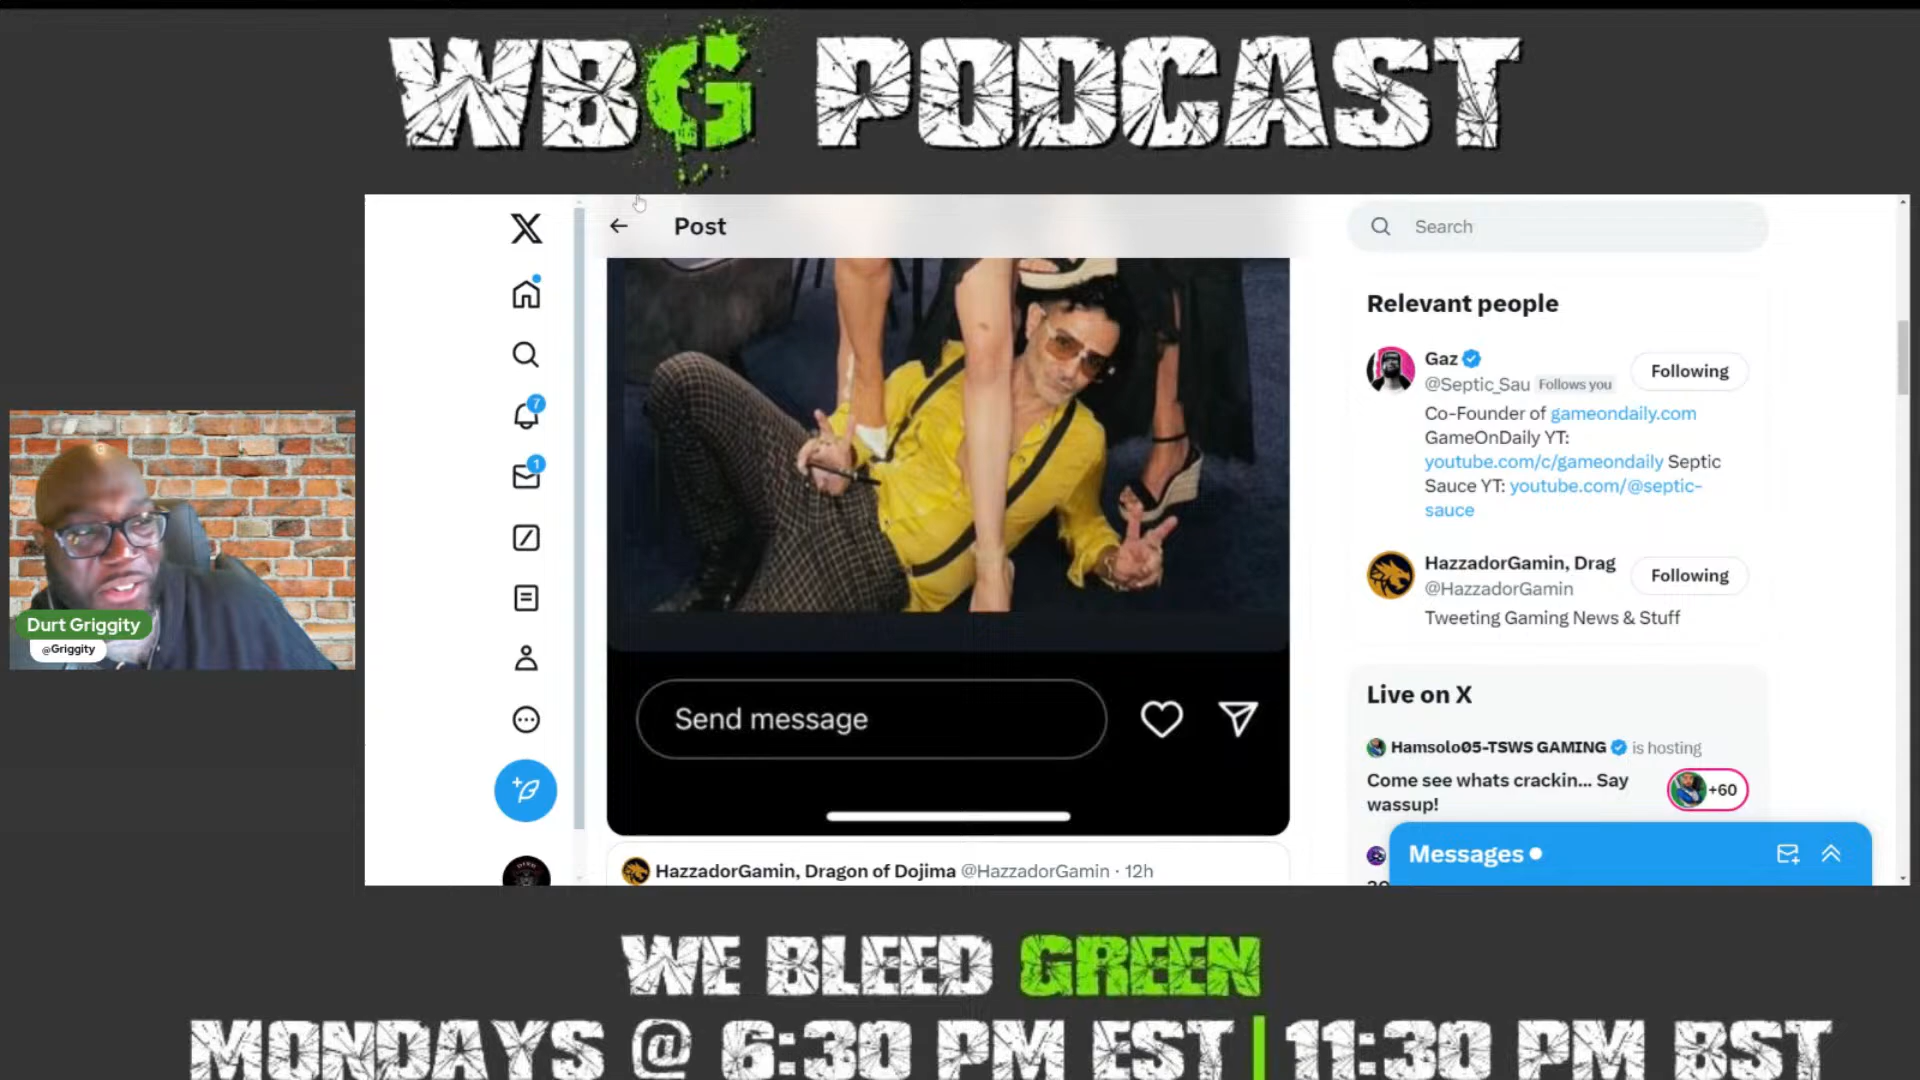 WBG PODCAST
Post
Search
Relevant people
Gaz
Following
@Septic_Sau Follows you
Co-Founder of gameondaily.com
GameOnDaily YT:
youtube.com/c/gameondaily Septic
Sauce YT: youtube.com/@septic-
sauce
HazzadorGamin, Drag
Following
@HazzadorGamin
Tweeting Gaming News & Stuff
7
1
Durt Griggity
@Griggity
Send message
Live on X
Hamsolo05-TSWS GAMING is hosting
Come see whats crackin... Say
wassup!
+60
Messages
HazzadorGamin, Dragon of Dojima @HazzadorGamin · 12h
WE BLEED GREEN
MONDAYS @ 6:30 PM EST | 11:30 PM BST